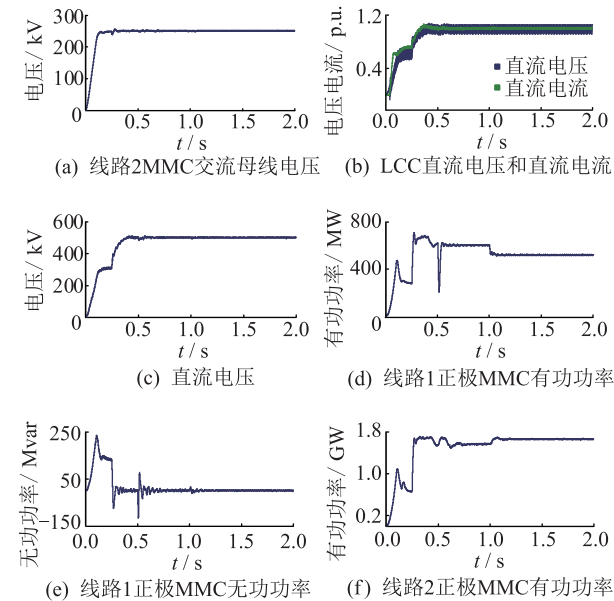 300
200
100
0
电压/ kV
0.5
1.0
1.5
2.0
t / s
(a) 线路2MMC交流母线电压
1.2
0.4
电压电流/ p.u.
直流电压
直流电流
0.0
0.5
1.0
1.5
2.0
t / s
(b) LCC直流电压和直流电流
600
400
200
0
电压/ kV
0.5
1.0
1.5
2.0
t / s
(c) 直流电压
800
400
0
有功功率/ MW
0.5
1.0
1.5
2.0
t / s
(d) 线路1正极MMC有功功率
250
50
−150
无功功率/ Mvar
0
0.5
1.0
1.5
2.0
t / s
(e) 线路1正极MMC无功功率
1.8
1.0
0.2
有功功率/ GW
0.0
0.5
1.0
1.5
2.0
t / s
(f) 线路2正极MMC有功功率